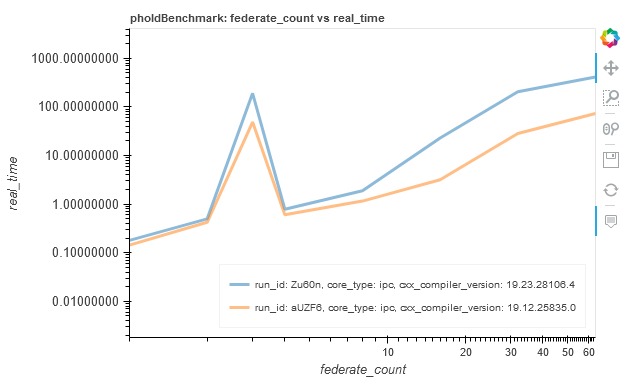 pholdBenchmark: federate_count vs real_time
1000.00000000
100.00000000
10.00000000
1.00000000
0.10000000
0.01000000
real_time
run_id: Zu60n, core_type: ipc, cxx_compiler_version: 19.23.28106.4
run_id: aUZF6, core_type: ipc, cxx_compiler_version: 19.12.25835.0
10 20 30 40 50 60
federate_count